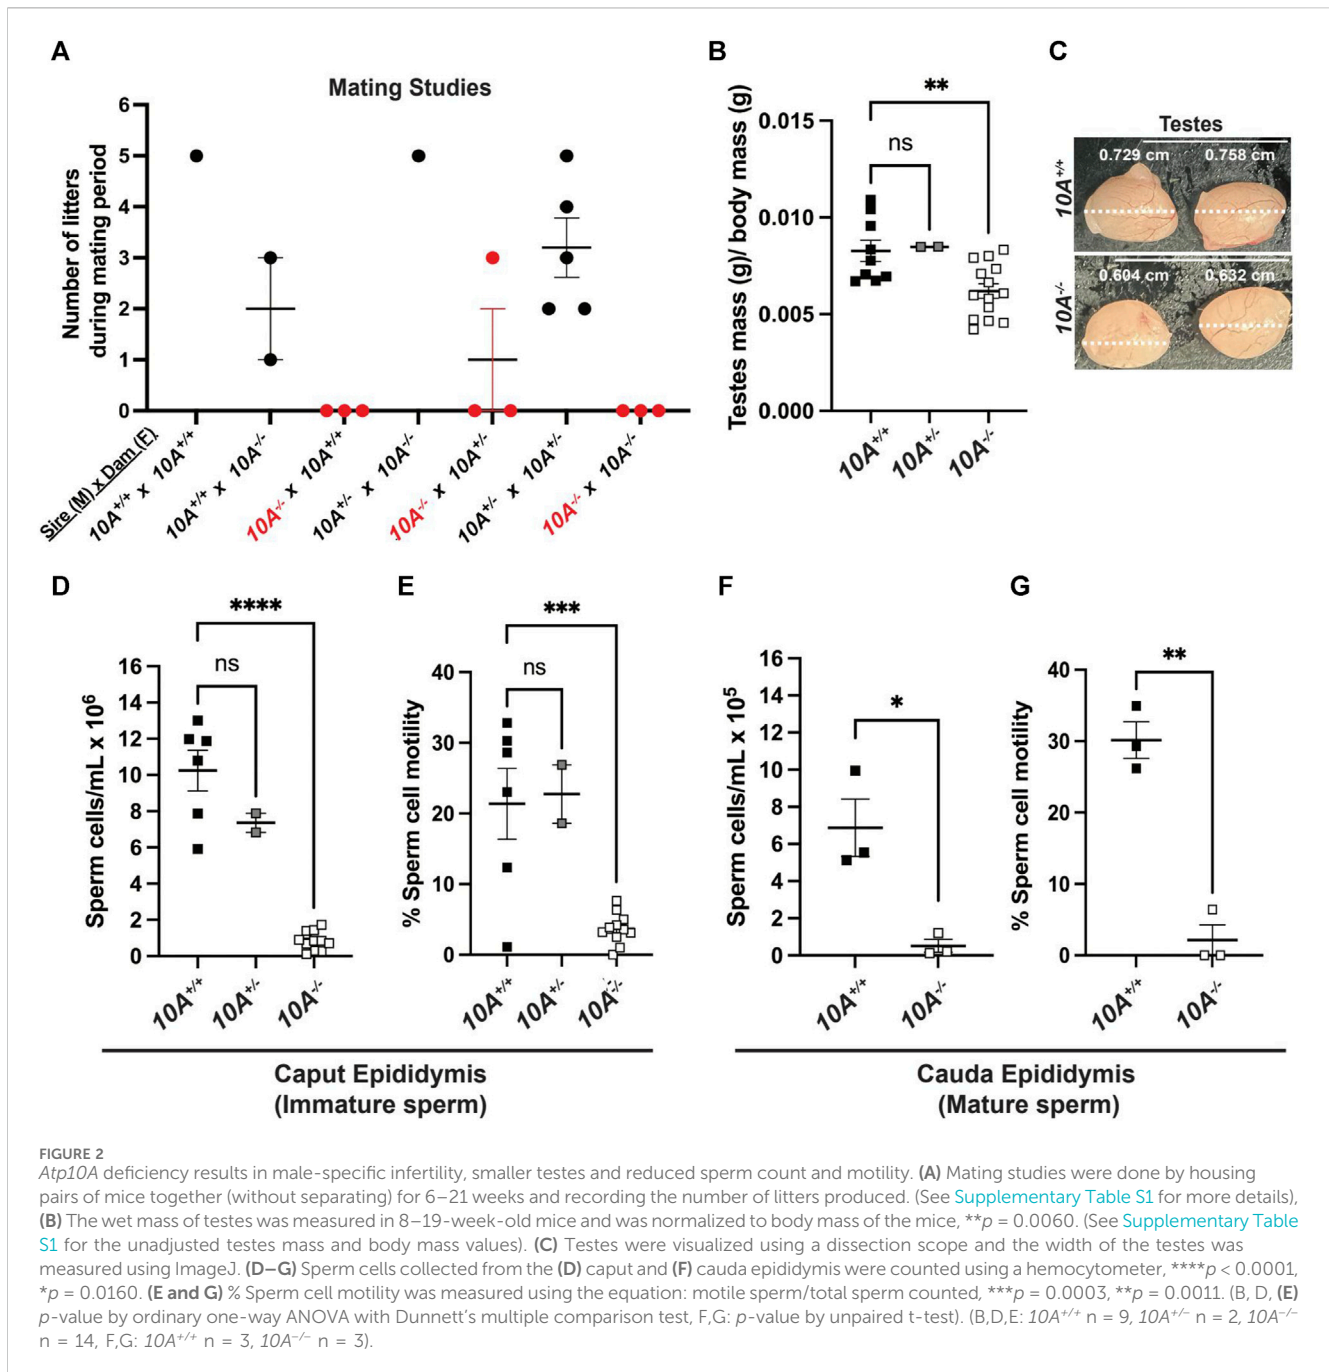 A
Mating Studies
Number of litters
during mating period
6
5
4
3
2
1
0
Sire (M) x Dam (F)
10A+/+ x 10A+/+
10A+/+ x 10A-/-
10A-/- x 10A+/+
10A+/- x 10A-/-
10A-/- x 10A+/-
10A+/- x 10A+/-
10A-/- x 10A-/-
B
Testes mass (g)/ body mass (g)
0.015
0.010
0.005
0.000
**
ns
10A+/+
10A+/-
10A-/-
C
Testes
10A+/+
0.729 cm
0.758 cm
10A-/-
0.604 cm
0.632 cm
D
Sperm cells/mL x 10⁶
16
14
12
10
8
6
4
2
0
****
ns
10A+/+
10A+/-
10A-/-
E
% Sperm cell motility
40
30
20
10
0
***
ns
10A+/+
10A+/-
10A-/-
Caput Epididymis
(Immature sperm)
F
Sperm cells/mL x 10⁵
16
14
12
10
8
6
4
2
0
*
10A+/+
10A-/-
G
% Sperm cell motility
40
30
20
10
0
**
10A+/+
10A-/-
Cauda Epididymis
(Mature sperm)
FIGURE 2
Atp10A deficiency results in male-specific infertility, smaller testes and reduced sperm count and motility. (A) Mating studies were done by housing
pairs of mice together (without separating) for 6–21 weeks and recording the number of litters produced. (See Supplementary Table S1 for more details),
(B) The wet mass of testes was measured in 8–19-week-old mice and was normalized to body mass of the mice, **p = 0.0060. (See Supplementary Table
S1 for the unadjusted testes mass and body mass values). (C) Testes were visualized using a dissection scope and the width of the testes was
measured using ImageJ. (D–G) Sperm cells collected from the (D) caput and (F) cauda epididymis were counted using a hemocytometer, ****p < 0.0001,
*p = 0.0160. (E and G) % Sperm cell motility was measured using the equation: motile sperm/total sperm counted, ***p = 0.0003, **p = 0.0011. (B, D, (E)
p-value by ordinary one-way ANOVA with Dunnett's multiple comparison test, F,G: p-value by unpaired t-test). (B,D,E: 10A+/+ n = 9, 10A+/− n = 2, 10A−/−
n = 14, F,G: 10A+/+ n = 3, 10A−/− n = 3).